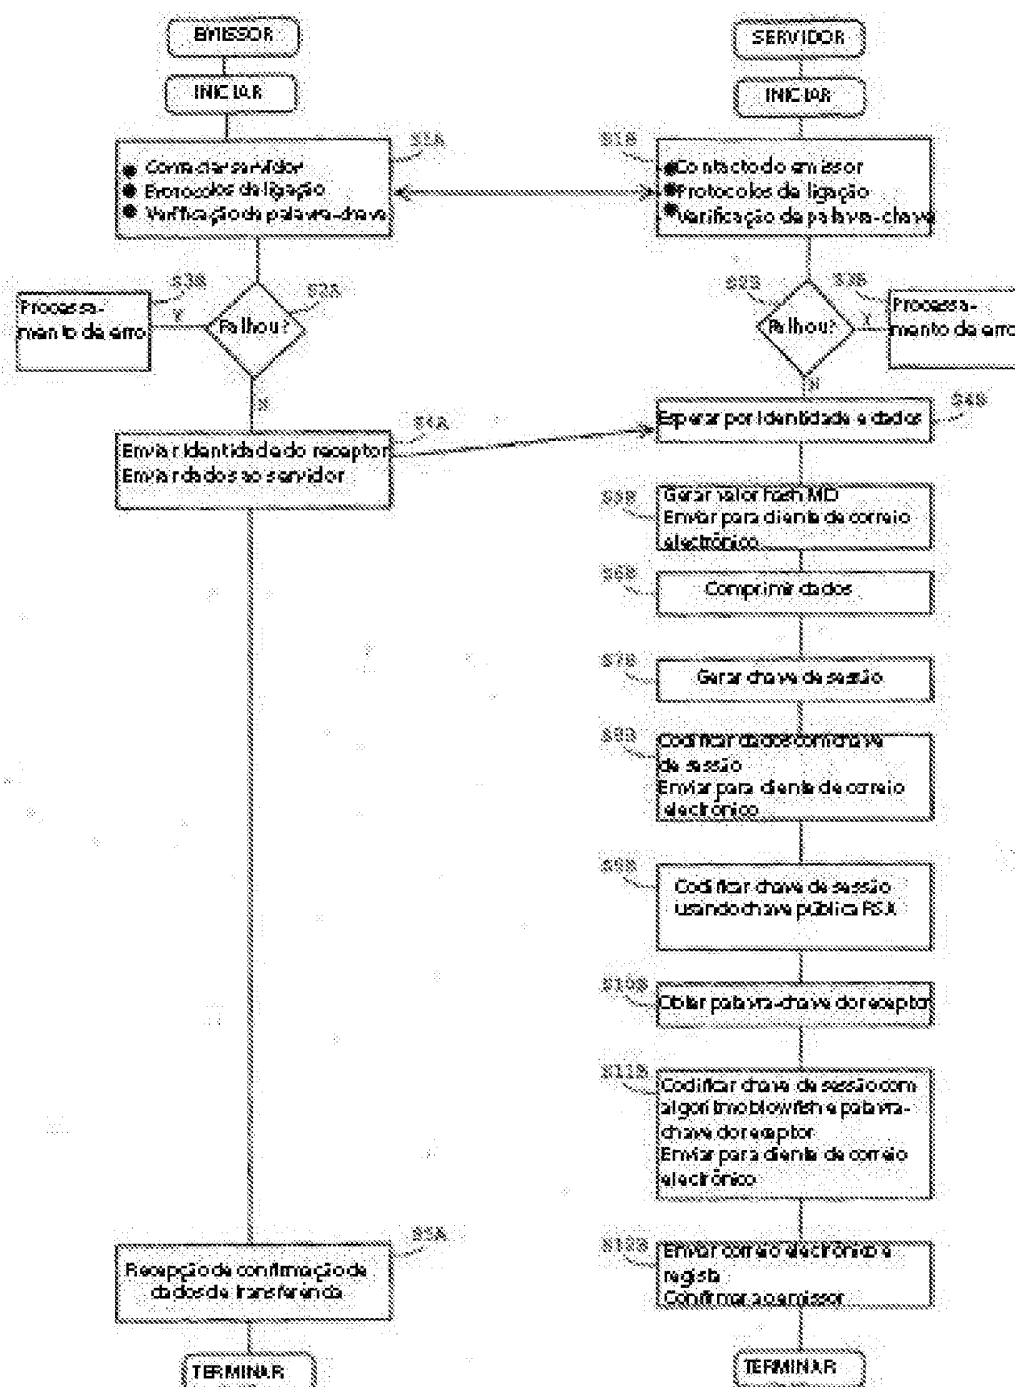 EMISSOR
INICIAR
S1A
Contactar servidor
Protocolos de ligação
Verificação de palavra-chave
S2A
Falhou?
Y
N
Processa-
mento de erro
S4A
Enviar Identidade do receptor
Enviar dados ao servidor
S5A
Recepção de confirmação de
dados de transferência
TERMINAR
SERVIDOR
INICIAR
S1B
Contacto do emissor
Protocolos de ligação
Verificação de palavra-chave
S2B
Falhou?
Y
N
S3B
Processa-
mento de erro
S4B
Esperar por Identidade e dados
S5B
Gerar valor hash MD
Enviar para cliente de correio
electrónico
S6B
Comprimir dados
S7B
Gerar chave de sessão
S8B
Codificar dados com chave
de sessão
Enviar para cliente de correio
electrónico
S9B
Codificar chave de sessão
usando chave pública RSA
S10B
Obter palavra-chave do receptor
S11B
Codificar chave de sessão com
algoritmo blowfish e palavra-
chave do receptor
Enviar para cliente de correio
electrónico
S12B
Enviar correio electrónico e
registar
Confirmar ao emissor
TERMINAR